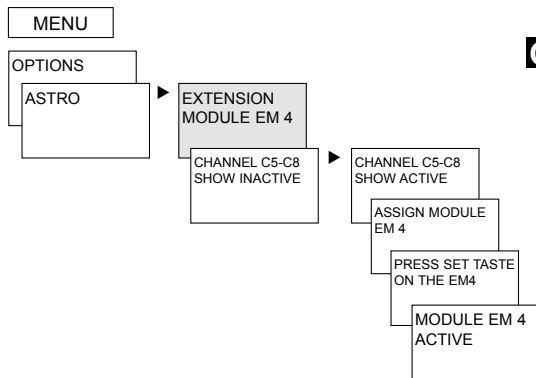 MENU
OPTIONS
ASTRO
EXTENSION
MODULE EM 4
CHANNEL C5-C8
SHOW INACTIVE
CHANNEL C5-C8
SHOW ACTIVE
ASSIGN MODULE
EM 4
PRESS SET TASTE
ON THE EM4
MODULE EM 4
ACTIVE